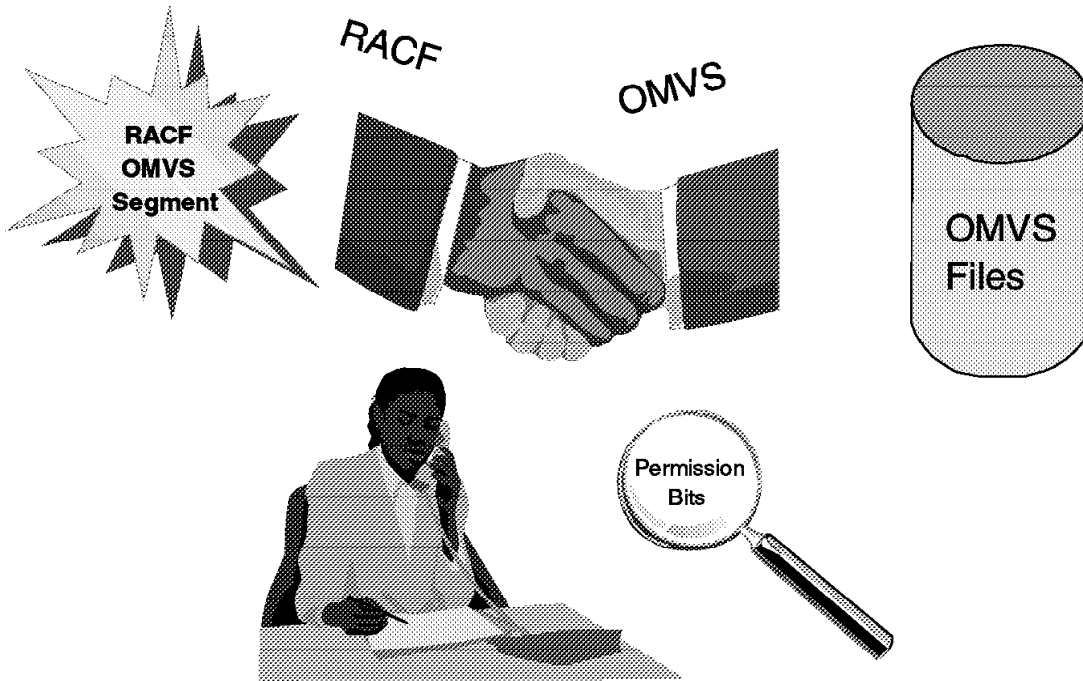 RACF
OMVS
RACF
OMVS
Segment
OMVS
Files
Permission
Bits